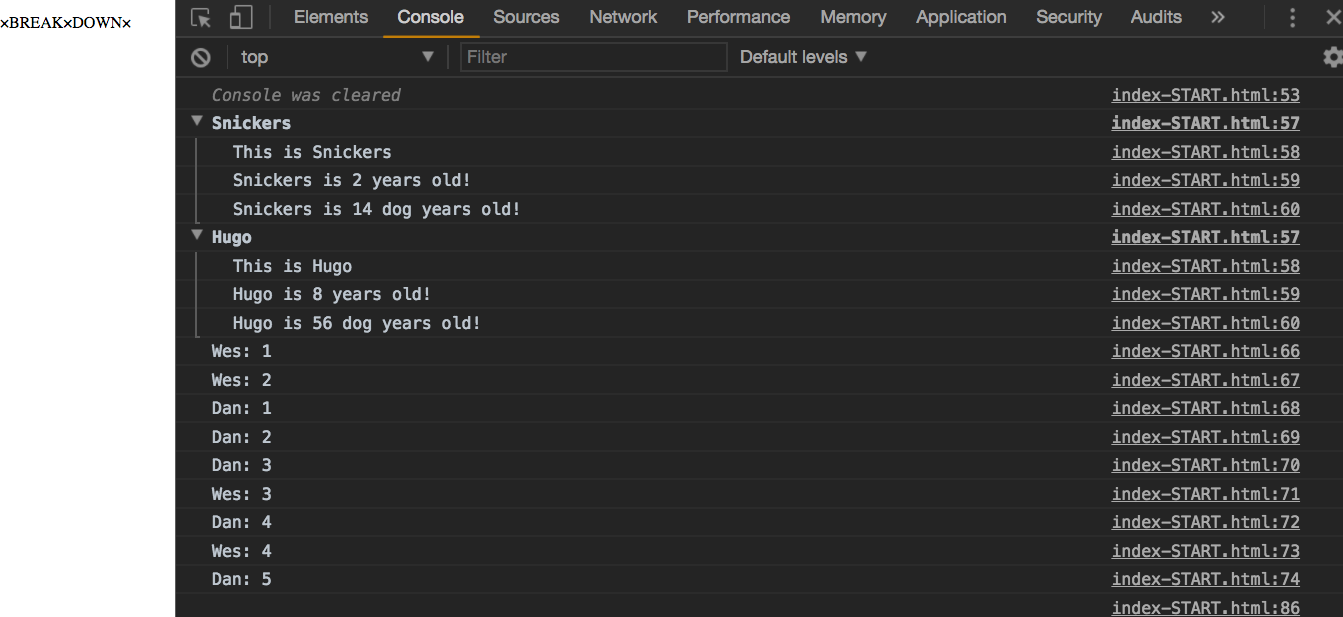 ×BREAK×DOWN×
Elements Console Sources Network Performance Memory Application Security Audits »
top ▼ Filter Default levels ▼
Console was cleared index-START.html:53
▼ Snickers index-START.html:57
This is Snickers index-START.html:58
Snickers is 2 years old! index-START.html:59
Snickers is 14 dog years old! index-START.html:60
▼ Hugo index-START.html:57
This is Hugo index-START.html:58
Hugo is 8 years old! index-START.html:59
Hugo is 56 dog years old! index-START.html:60
Wes: 1 index-START.html:66
Wes: 2 index-START.html:67
Dan: 1 index-START.html:68
Dan: 2 index-START.html:69
Dan: 3 index-START.html:70
Wes: 3 index-START.html:71
Dan: 4 index-START.html:72
Wes: 4 index-START.html:73
Dan: 5 index-START.html:74
index-START.html:86